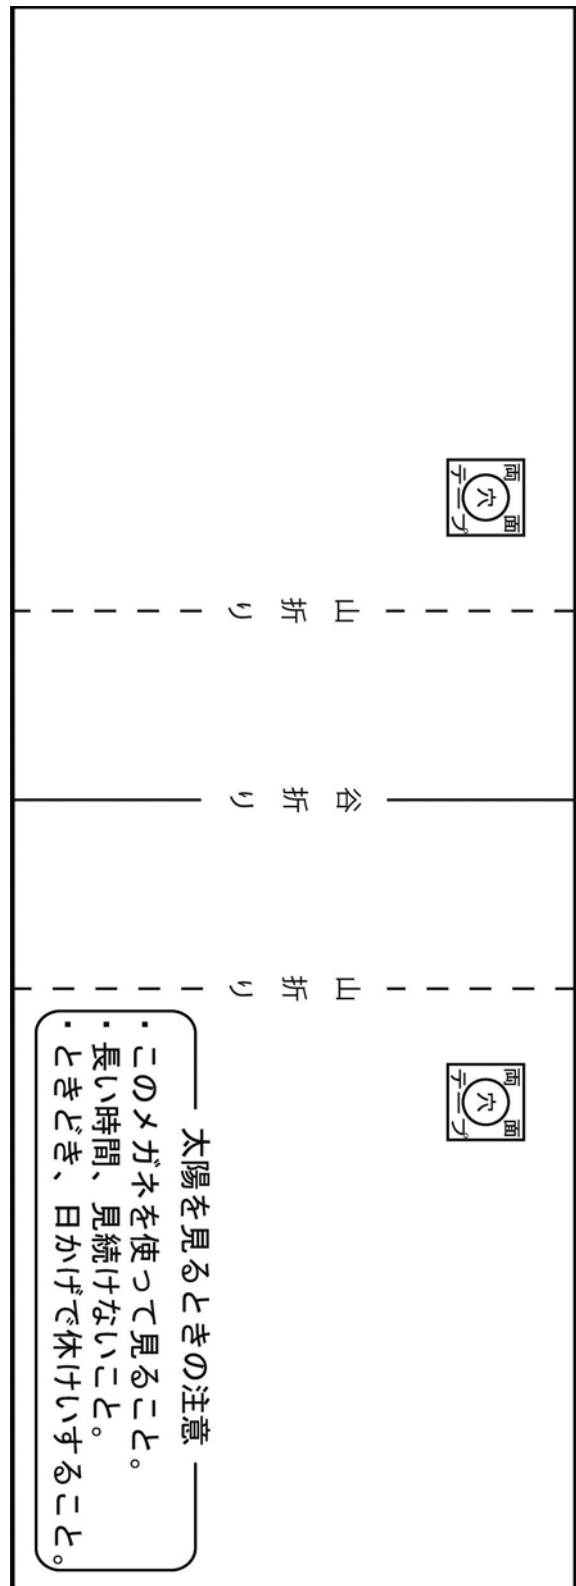 両面
穴
テープ
山折り
谷折り
山折り
両面
穴
テープ
太陽を見るときの注意
・このメガネを使って見ること。
・長い時間、見続けないこと。
・ときどき、日かげで休けいすること。